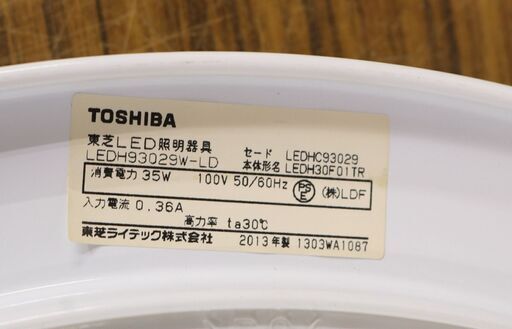 TOSHIBA
東芝LED照明器具
LEDH93029W-LD
セード LEDHC93029
本体形名 LEDH30F01TR
消費電力 35W 100V 50/60Hz PSE (株)LDF
入力電流 0.36A
高力率 ta30℃
東芝ライテック株式会社 2013年製 1303WA1087